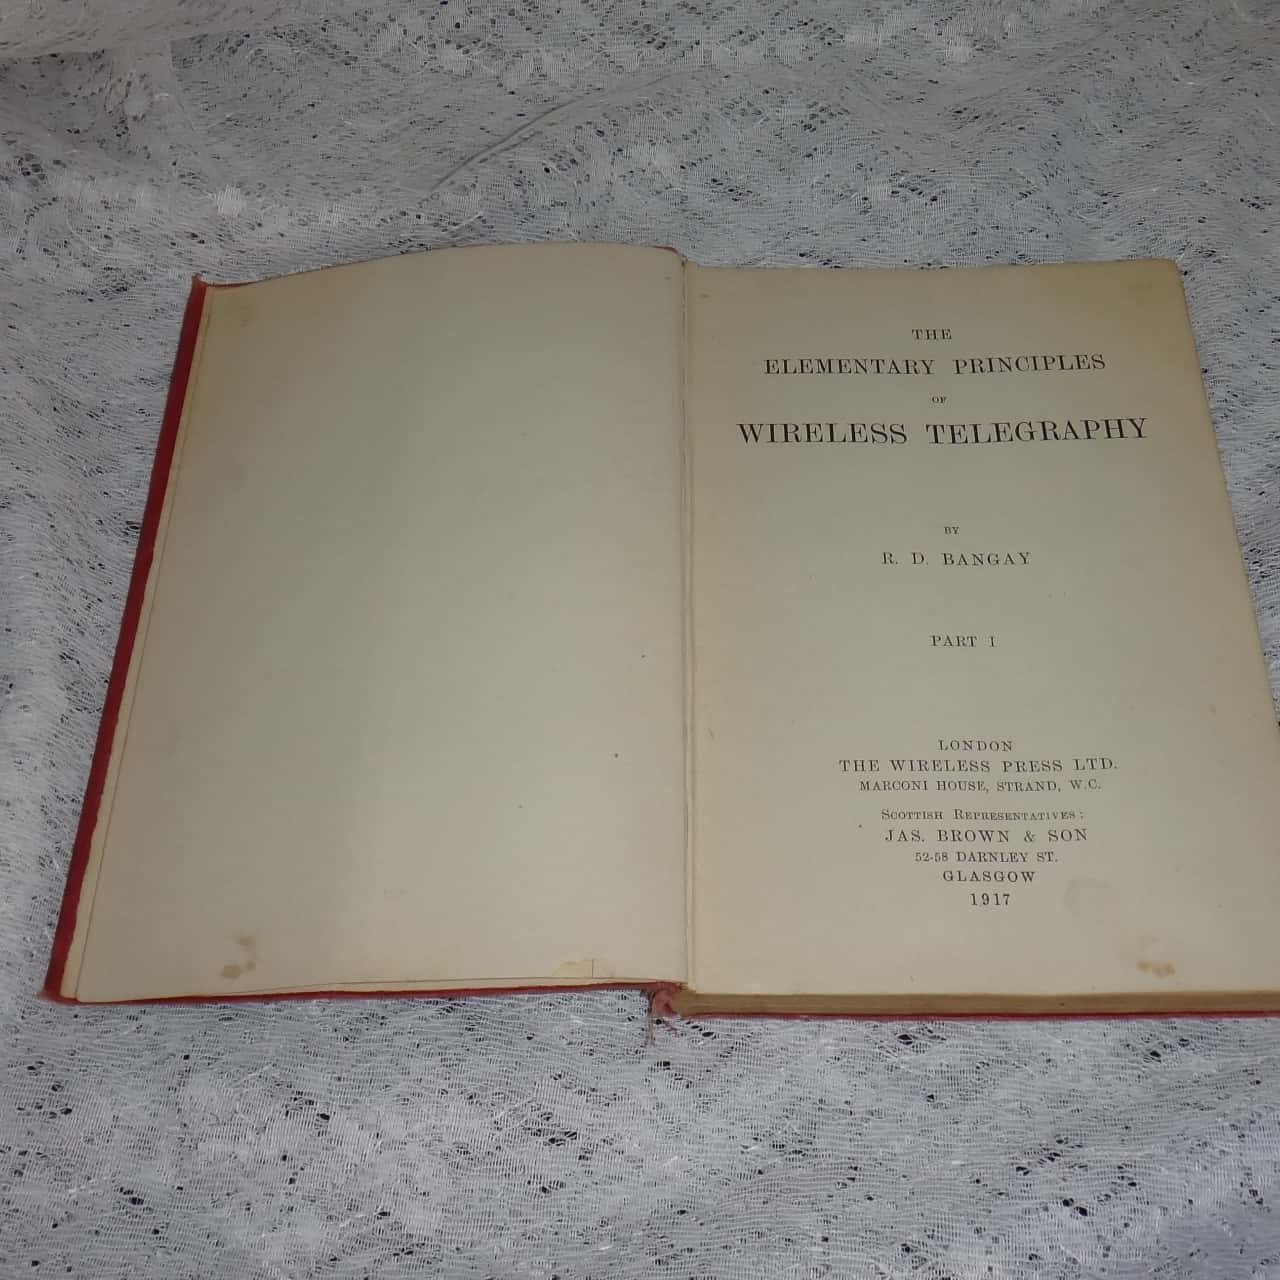 THE
ELEMENTARY PRINCIPLES
OF
WIRELESS TELEGRAPHY
BY
R. D. BANGAY
PART I
LONDON
THE WIRELESS PRESS LTD.
MARCONI HOUSE, STRAND, W.C.
SCOTTISH REPRESENTATIVES:
JAS. BROWN & SON
52-58 DARNLEY ST.
GLASGOW
1917